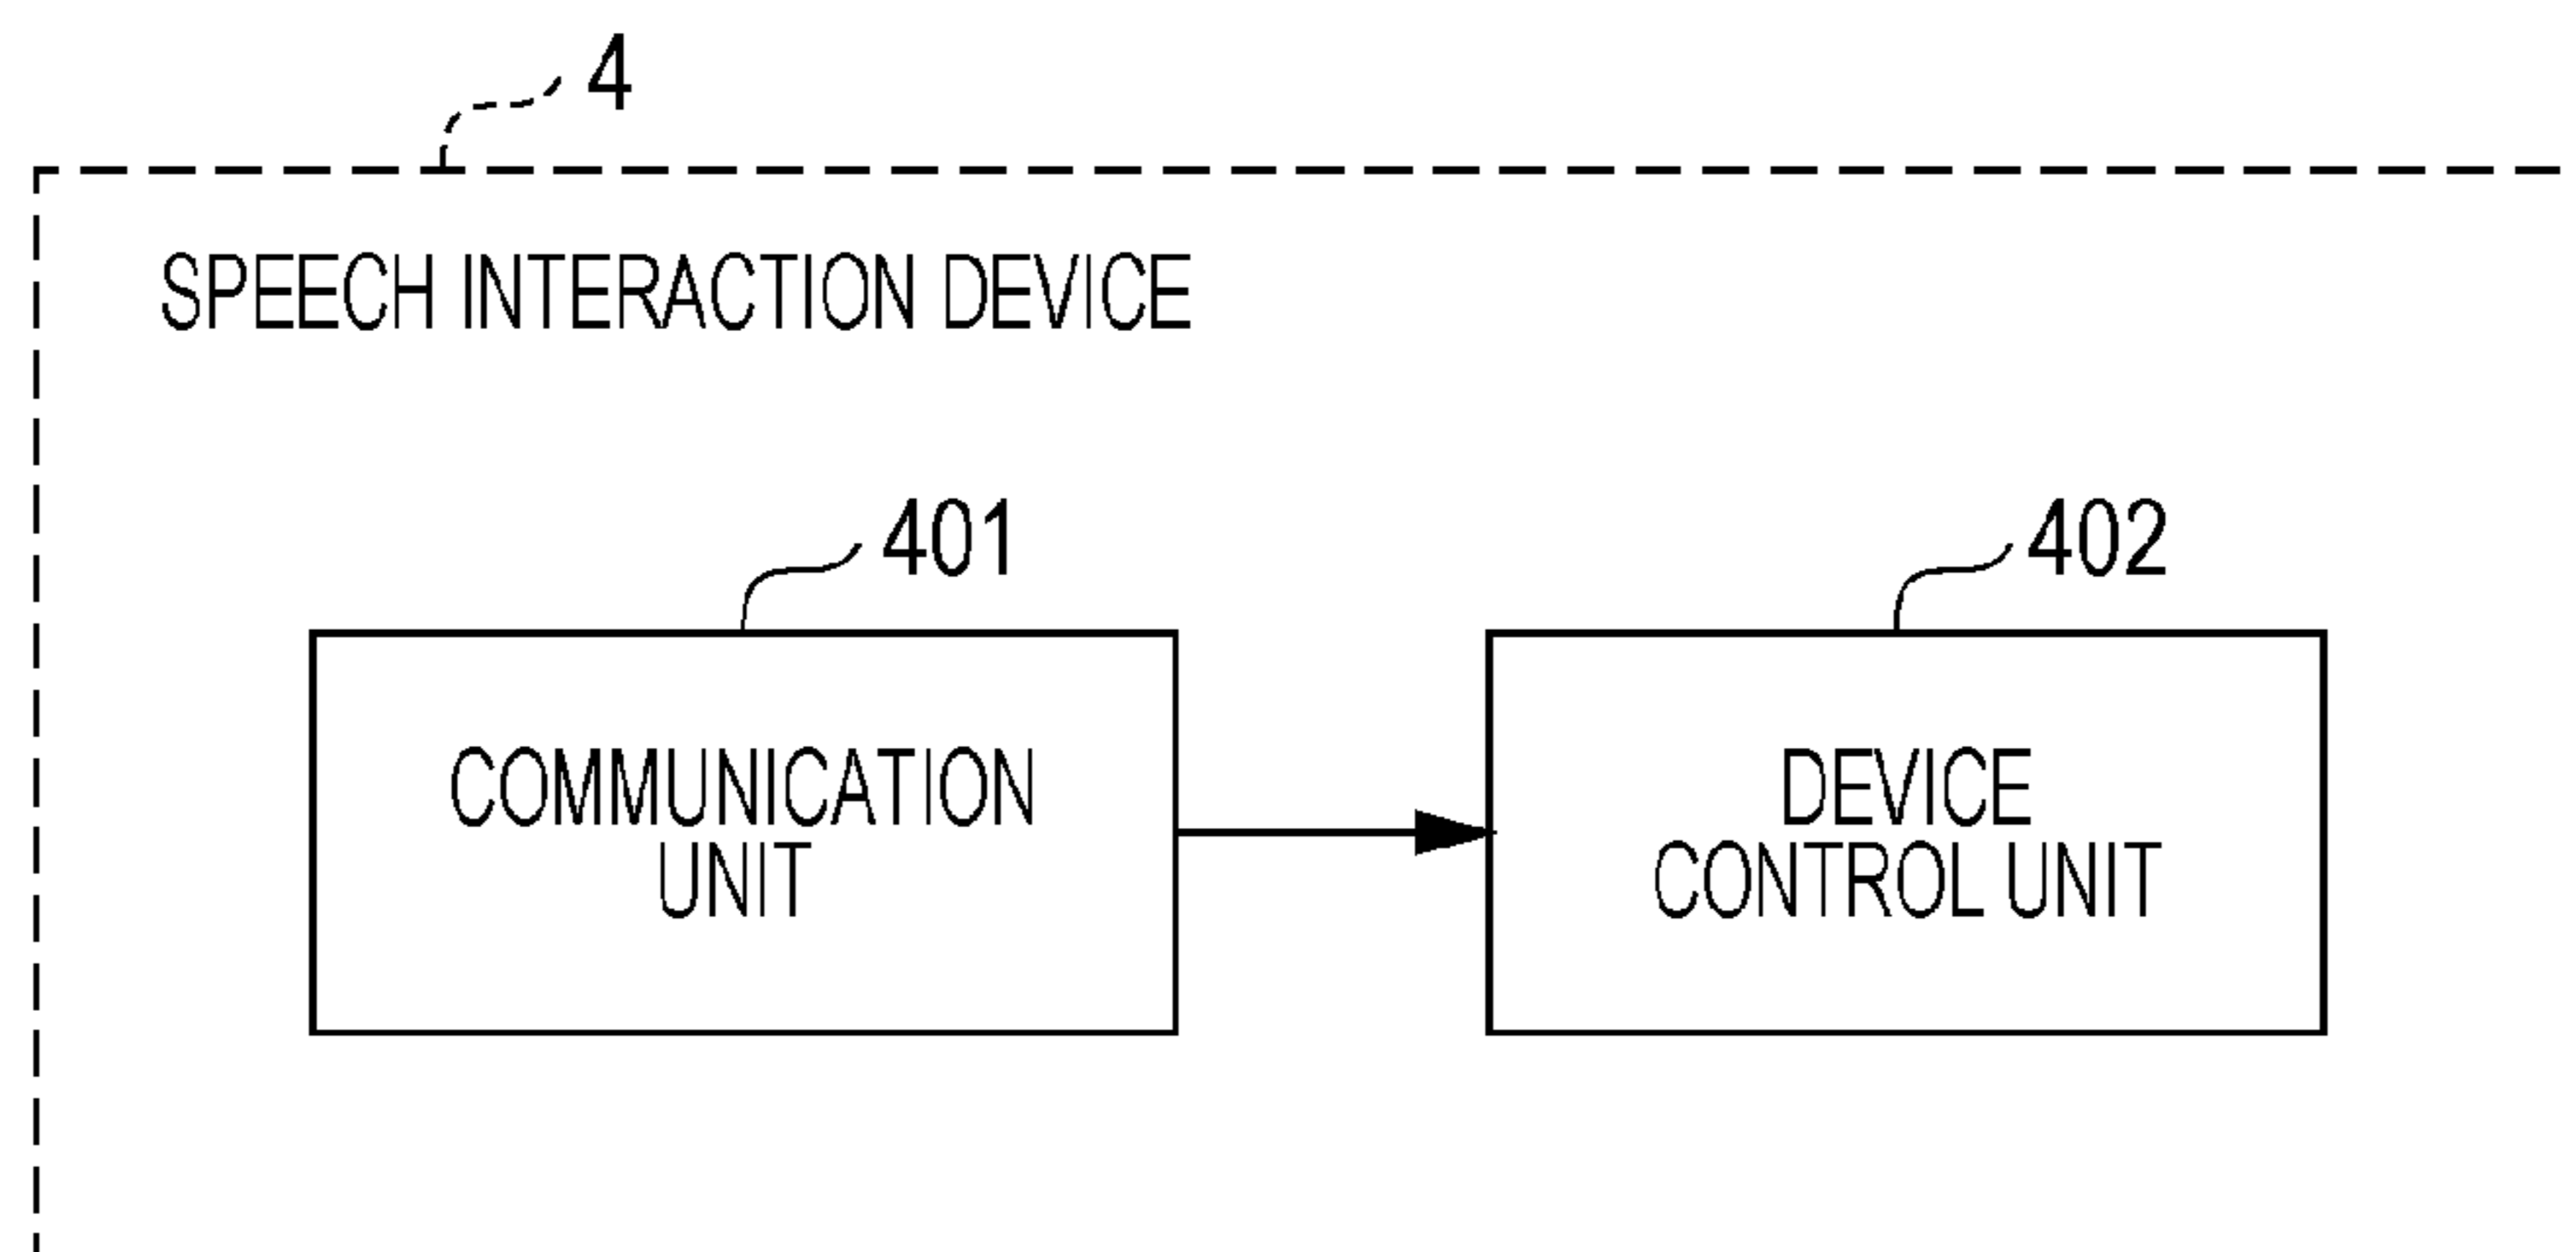 4
SPEECH INTERACTION DEVICE
401
402
COMMUNICATION
UNIT
DEVICE
CONTROL UNIT